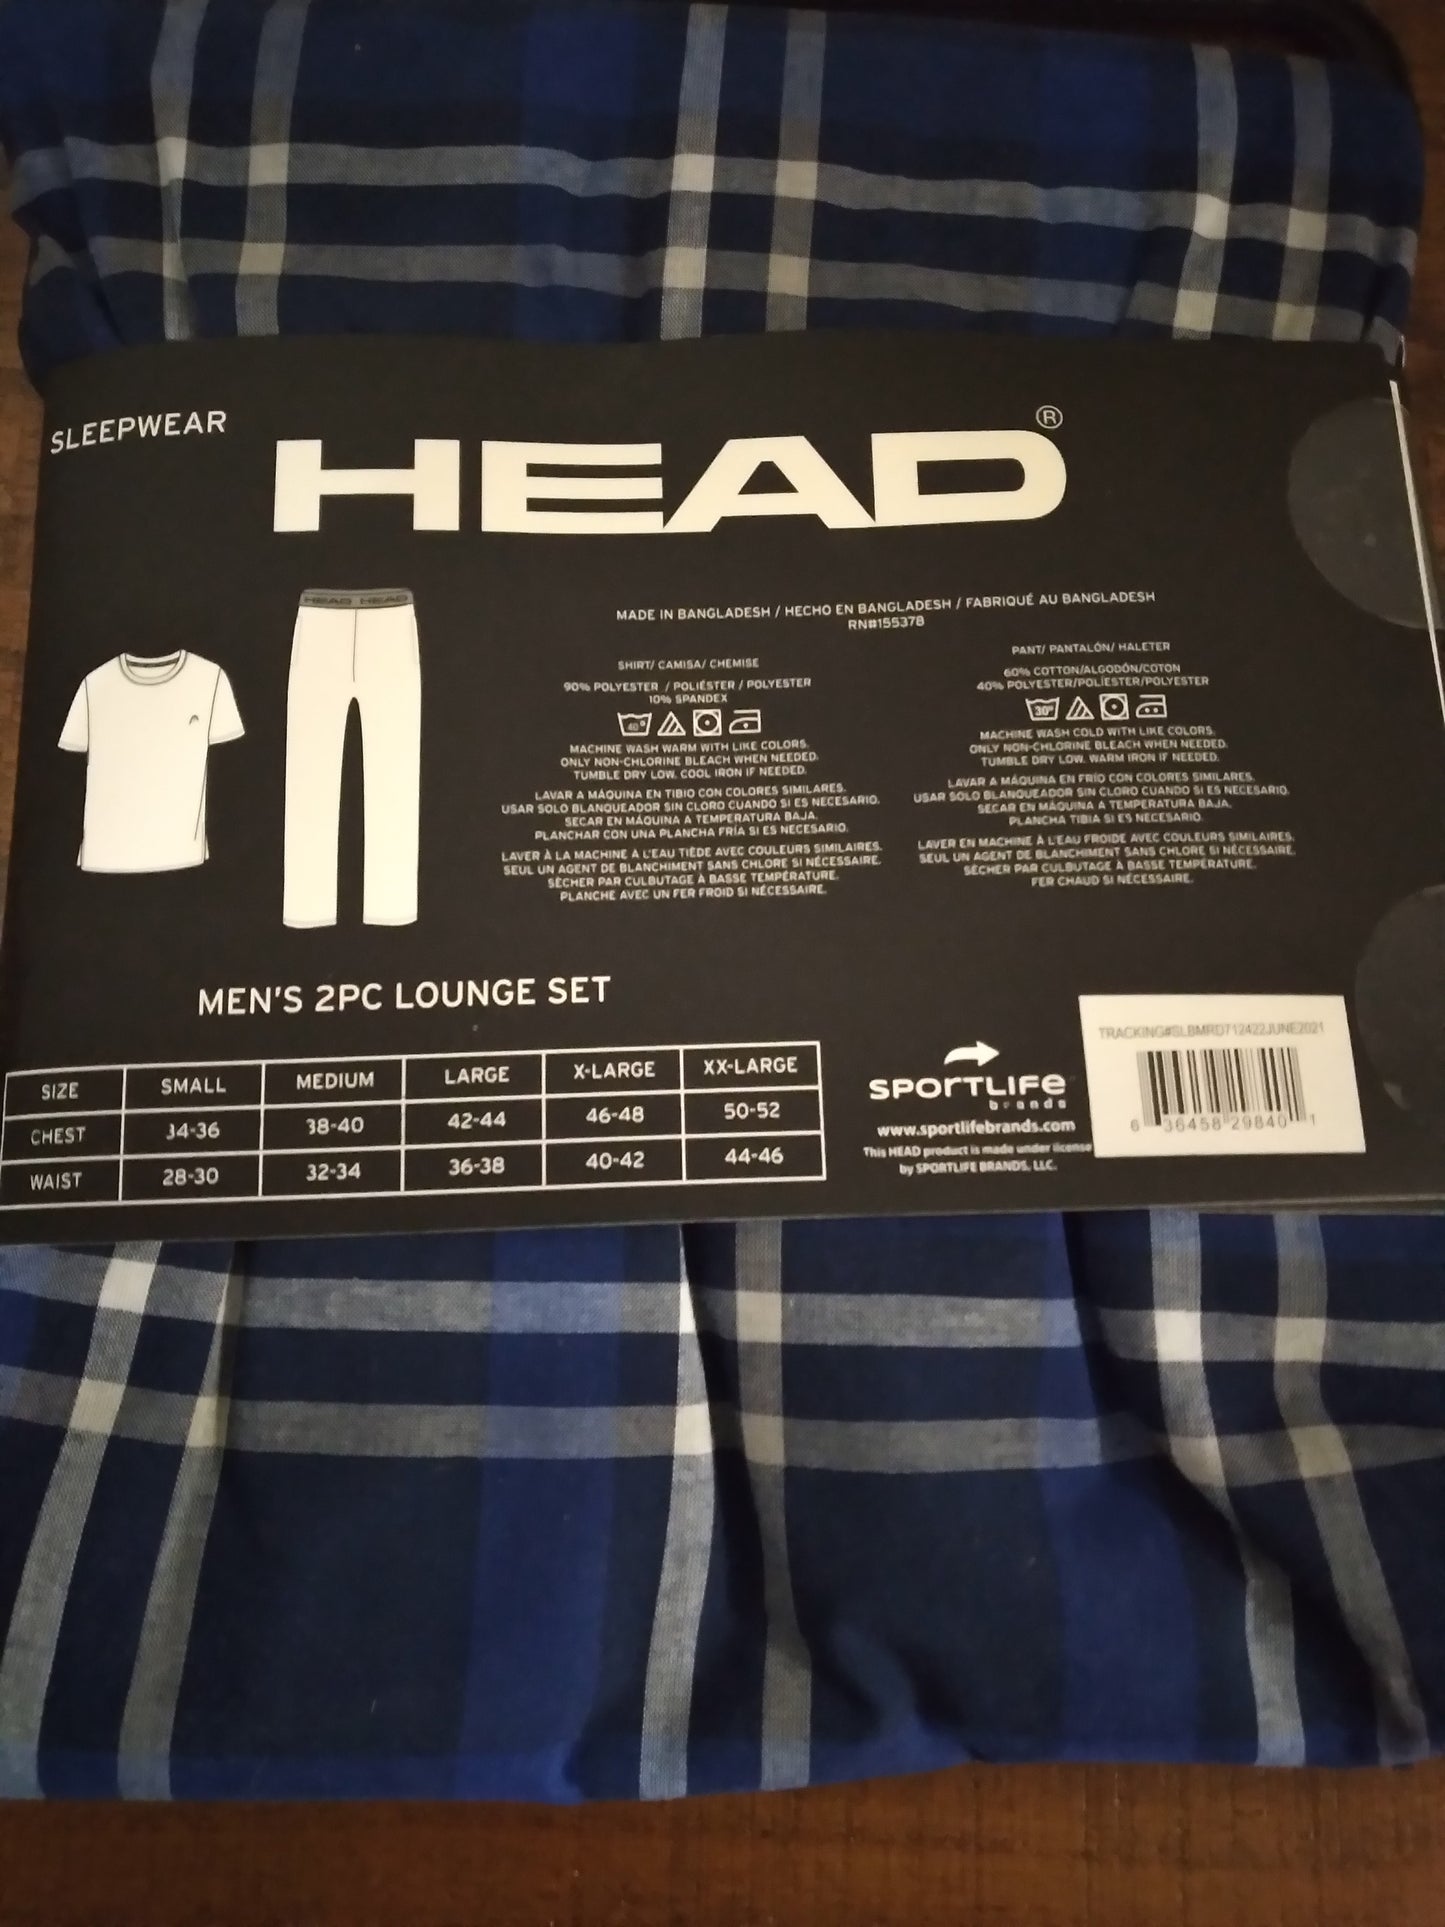 SLEEPWEAR
HEAD®
HEAD HEAD
MADE IN BANGLADESH / HECHO EN BANGLADESH / FABRIQUÉ AU BANGLADESH
RN#155378
SHIRT/ CAMISA/ CHEMISE
90% POLYESTER / POLIÉSTER / POLYESTER
10% SPANDEX
40°
MACHINE WASH WARM WITH LIKE COLORS.
ONLY NON-CHLORINE BLEACH WHEN NEEDED.
TUMBLE DRY LOW. COOL IRON IF NEEDED.
LAVAR A MÁQUINA EN TIBIO CON COLORES SIMILARES.
USAR SOLO BLANQUEADOR SIN CLORO CUANDO SI ES NECESARIO.
SECAR EN MÁQUINA A TEMPERATURA BAJA.
PLANCHAR CON UNA PLANCHA FRÍA SI ES NECESARIO.
LAVER À LA MACHINE À L'EAU TIÈDE AVEC COULEURS SIMILAIRES.
SEUL UN AGENT DE BLANCHIMENT SANS CHLORE SI NÉCESSAIRE.
SÉCHER PAR CULBUTAGE À BASSE TEMPÉRATURE.
PLANCHE AVEC UN FER FROID SI NÉCESSAIRE.
PANT/ PANTALÓN/ HALETER
60% COTTON/ALGODÓN/COTON
40% POLYESTER/POLÍESTER/POLYESTER
30°
MACHINE WASH COLD WITH LIKE COLORS.
ONLY NON-CHLORINE BLEACH WHEN NEEDED.
TUMBLE DRY LOW. WARM IRON IF NEEDED.
LAVAR A MÁQUINA EN FRÍO CON COLORES SIMILARES.
USAR SOLO BLANQUEADOR SIN CLORO CUANDO SI ES NECESARIO.
SECAR EN MÁQUINA A TEMPERATURA BAJA.
PLANCHA TIBIA SI ES NECESARIO.
LAVER EN MACHINE À L'EAU FROIDE AVEC COULEURS SIMILAIRES.
SEUL UN AGENT DE BLANCHIMENT SANS CHLORE SI NÉCESSAIRE.
SÉCHER PAR CULBUTAGE À BASSE TEMPÉRATURE.
FER CHAUD SI NÉCESSAIRE.
MEN'S 2PC LOUNGE SET
SIZE SMALL MEDIUM LARGE X-LARGE XX-LARGE
CHEST 34-36 38-40 42-44 46-48 50-52
WAIST 28-30 32-34 36-38 40-42 44-46
SPORTLIFE
brands
www.sportlifebrands.com
This HEAD product is made under license
by SPORTLIFE BRANDS, LLC.
TRACKING#SLBMRD712422JUNE2021
6 36458 29840 1